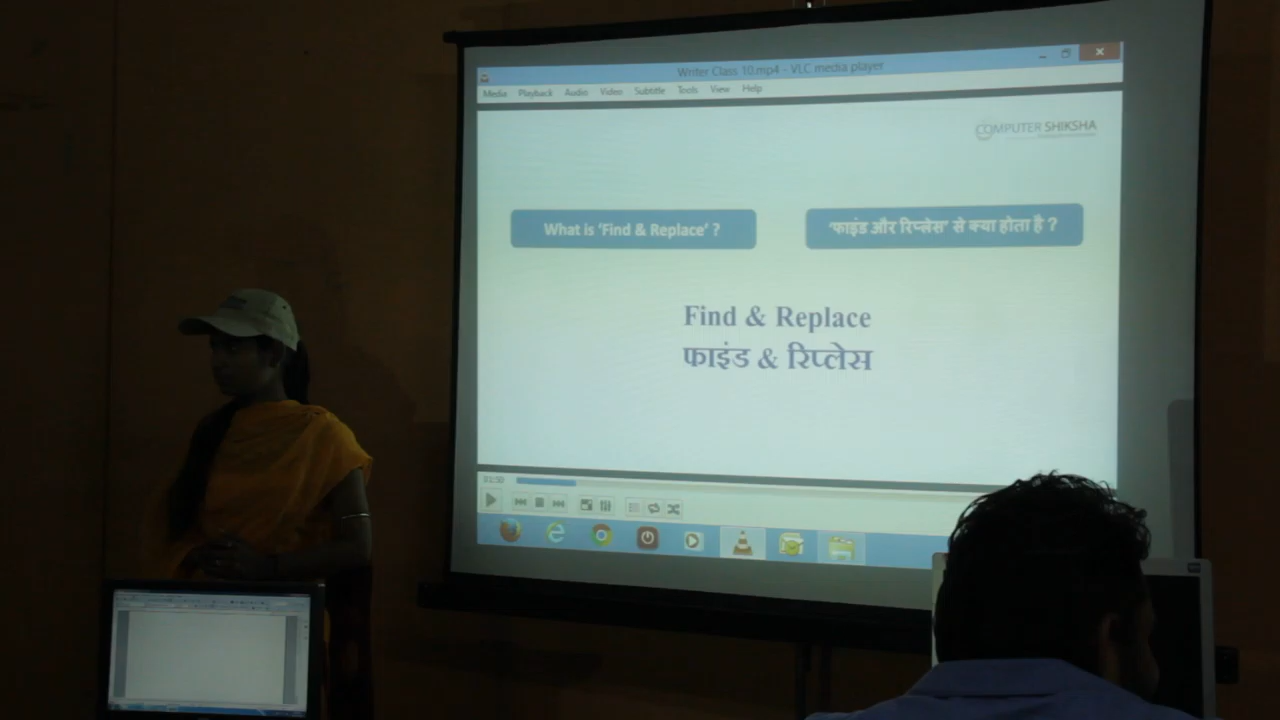 Writer Class 10.mp4 - VLC media player
Media Playback Audio Video Subtitle Tools View Help
COMPUTER SHIKSHA
What is 'Find & Replace' ?
'फाइंड और रिप्लेस' से क्या होता है ?
Find & Replace
फाइंड & रिप्लेस